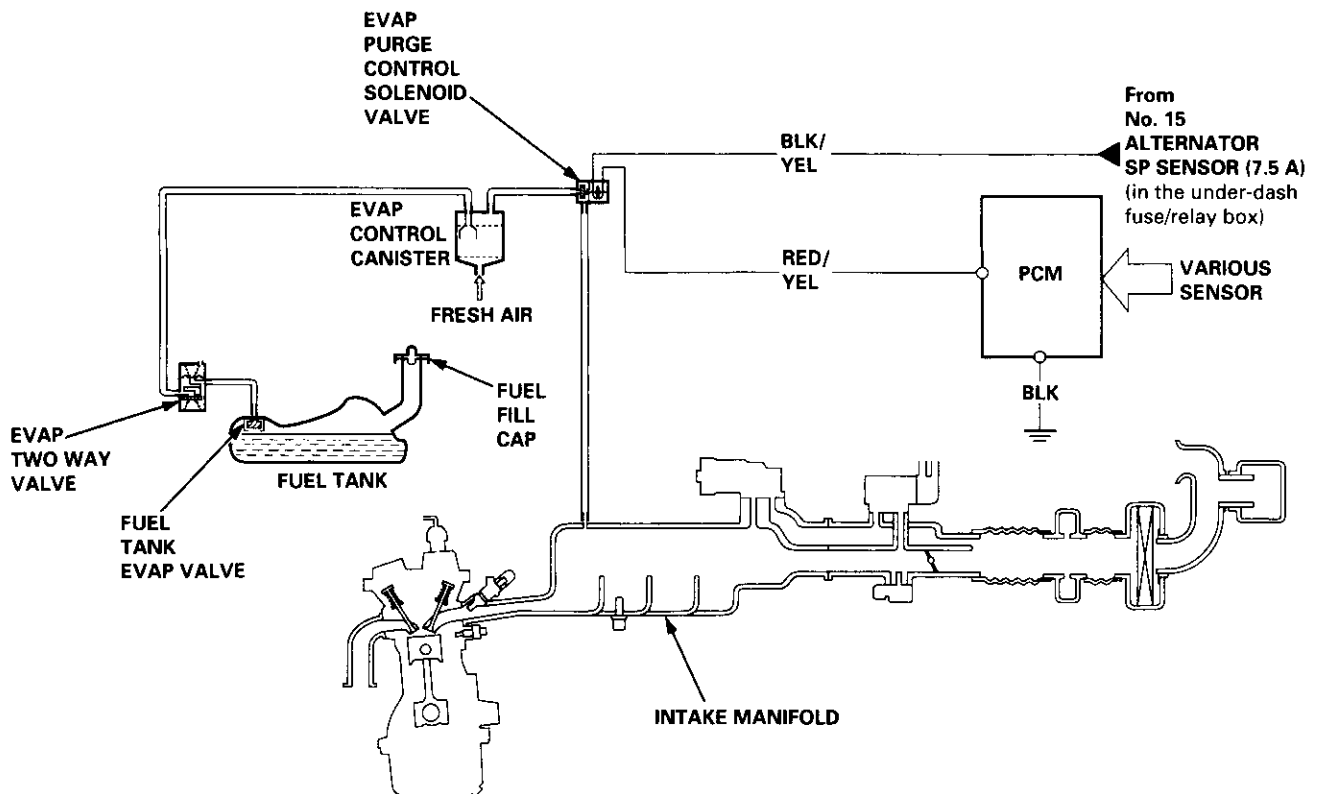 EVAP
PURGE
CONTROL
SOLENOID
VALVE
From
No. 15
ALTERNATOR
SP SENSOR (7.5 A)
(in the under-dash
fuse/relay box)
BLK/
YEL
EVAP
CONTROL
CANISTER
RED/
YEL
PCM
VARIOUS
SENSOR
FRESH AIR
BLK
FUEL
FILL
CAP
EVAP
TWO WAY
VALVE
FUEL TANK
FUEL
TANK
EVAP VALVE
INTAKE MANIFOLD